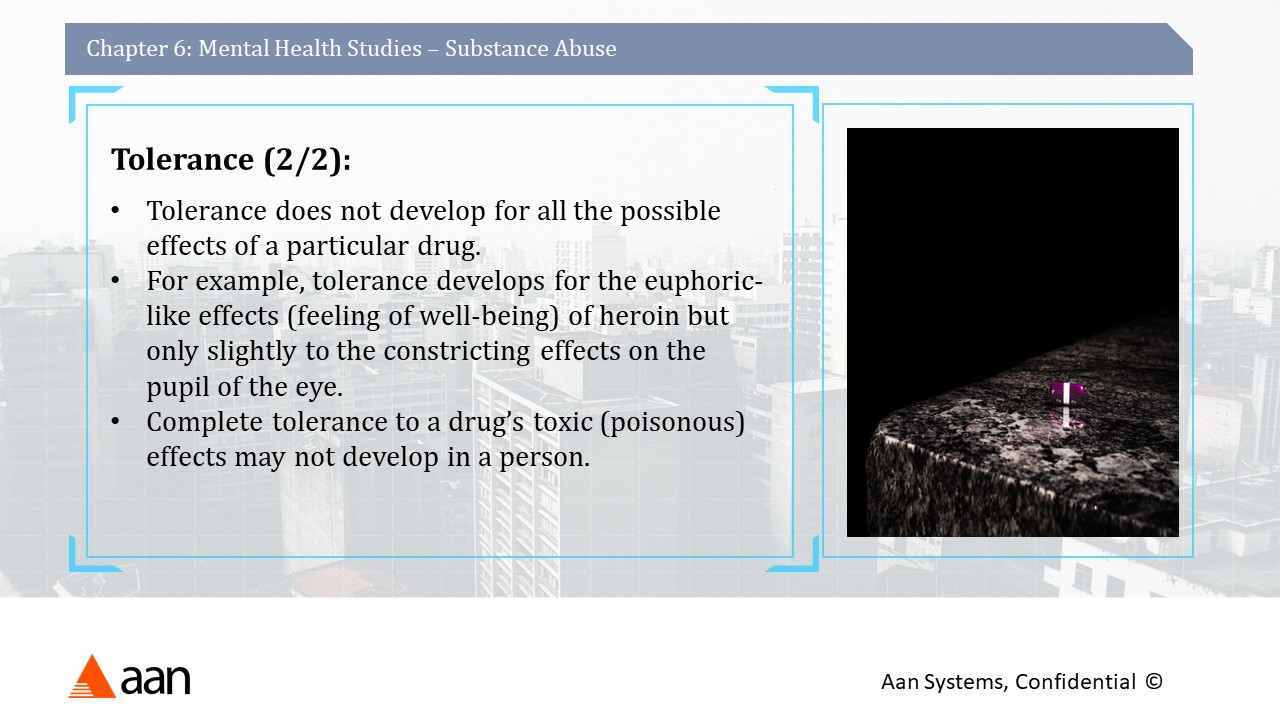 Chapter 6: Mental Health Studies – Substance Abuse
Tolerance (2/2):
• Tolerance does not develop for all the possible
effects of a particular drug.
• For example, tolerance develops for the euphoric-
like effects (feeling of well-being) of heroin but
only slightly to the constricting effects on the
pupil of the eye.
• Complete tolerance to a drug’s toxic (poisonous)
effects may not develop in a person.
aan
Aan Systems, Confidential ©